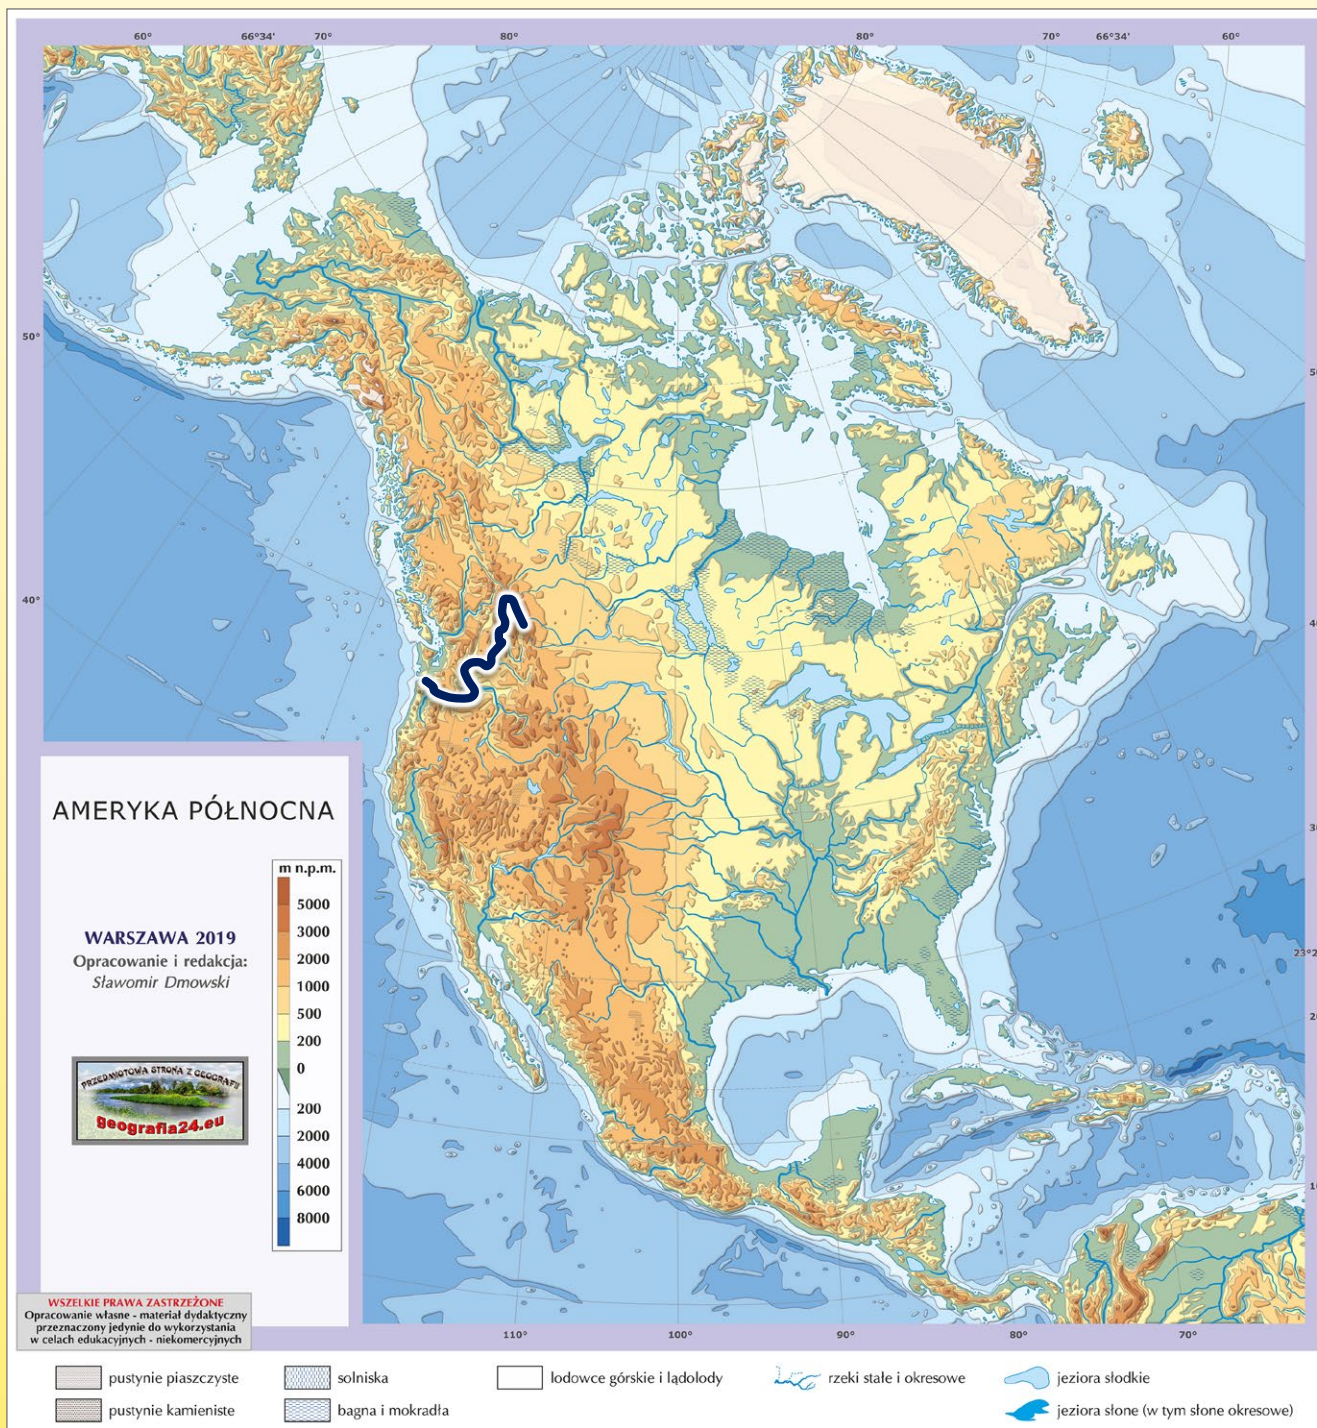 60° 66°34' 70° 80° 80° 70° 66°34' 60°
50°
40°
AMERYKA PÓŁNOCNA
WARSZAWA 2019
Opracowanie i redakcja:
Sławomir Dmowski
PRZEDMIOTOWA STRONA Z GEOGRAFII
geografia24.eu
m n.p.m.
5000
3000
2000
1000
500
200
0
200
2000
4000
6000
8000
WSZELKIE PRAWA ZASTRZEŻONE
Opracowanie własne - materiał dydaktyczny
przeznaczony jedynie do wykorzystania
w celach edukacyjnych - niekomercyjnych
110° 100° 90° 80° 70°
pustynie piaszczyste
solniska
lodowce górskie i lądolody
rzeki stałe i okresowe
jeziora słodkie
pustynie kamieniste
bagna i mokradła
jeziora słone (w tym słone okresowe)